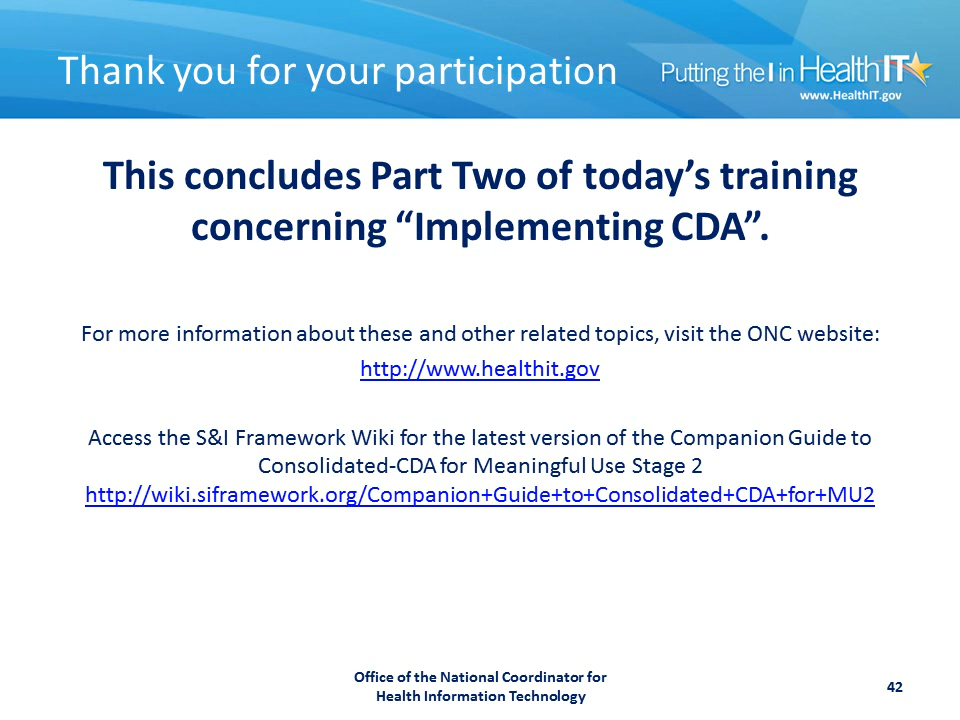 Thank you for your participation
Putting the I in HealthIT
www.HealthIT.gov
This concludes Part Two of today’s training
concerning “Implementing CDA”.
For more information about these and other related topics, visit the ONC website:
http://www.healthit.gov
Access the S&I Framework Wiki for the latest version of the Companion Guide to
Consolidated-CDA for Meaningful Use Stage 2
http://wiki.siframework.org/Companion+Guide+to+Consolidated+CDA+for+MU2
Office of the National Coordinator for
Health Information Technology
42